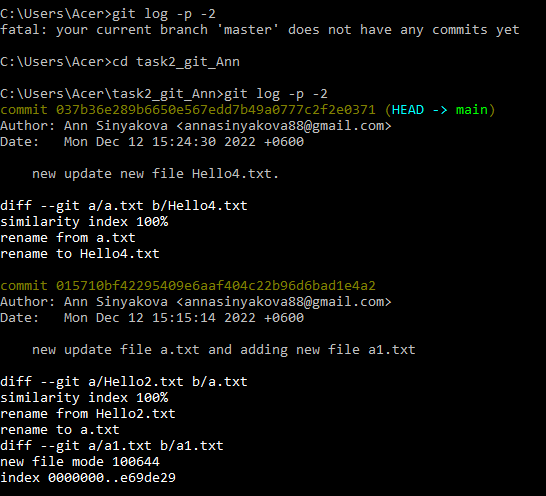 C:\Users\Acer>git log -p -2
fatal: your current branch 'master' does not have any commits yet
C:\Users\Acer>cd task2_git_Ann
C:\Users\Acer\task2_git_Ann>git log -p -2
commit 037b36e289b6650e567edd7b49a0777c2f2e0371 (HEAD -> main)
Author: Ann Sinyakova <annasinyakova88@gmail.com>
Date:   Mon Dec 12 15:24:30 2022 +0600
new update new file Hello4.txt.
diff --git a/a.txt b/Hello4.txt
similarity index 100%
rename from a.txt
rename to Hello4.txt
commit 015710bf42295409e6aaf404c22b96d6bad1e4a2
Author: Ann Sinyakova <annasinyakova88@gmail.com>
Date:   Mon Dec 12 15:15:14 2022 +0600
new update file a.txt and adding new file a1.txt
diff --git a/Hello2.txt b/a.txt
similarity index 100%
rename from Hello2.txt
rename to a.txt
diff --git a/a1.txt b/a1.txt
new file mode 100644
index 0000000..e69de29